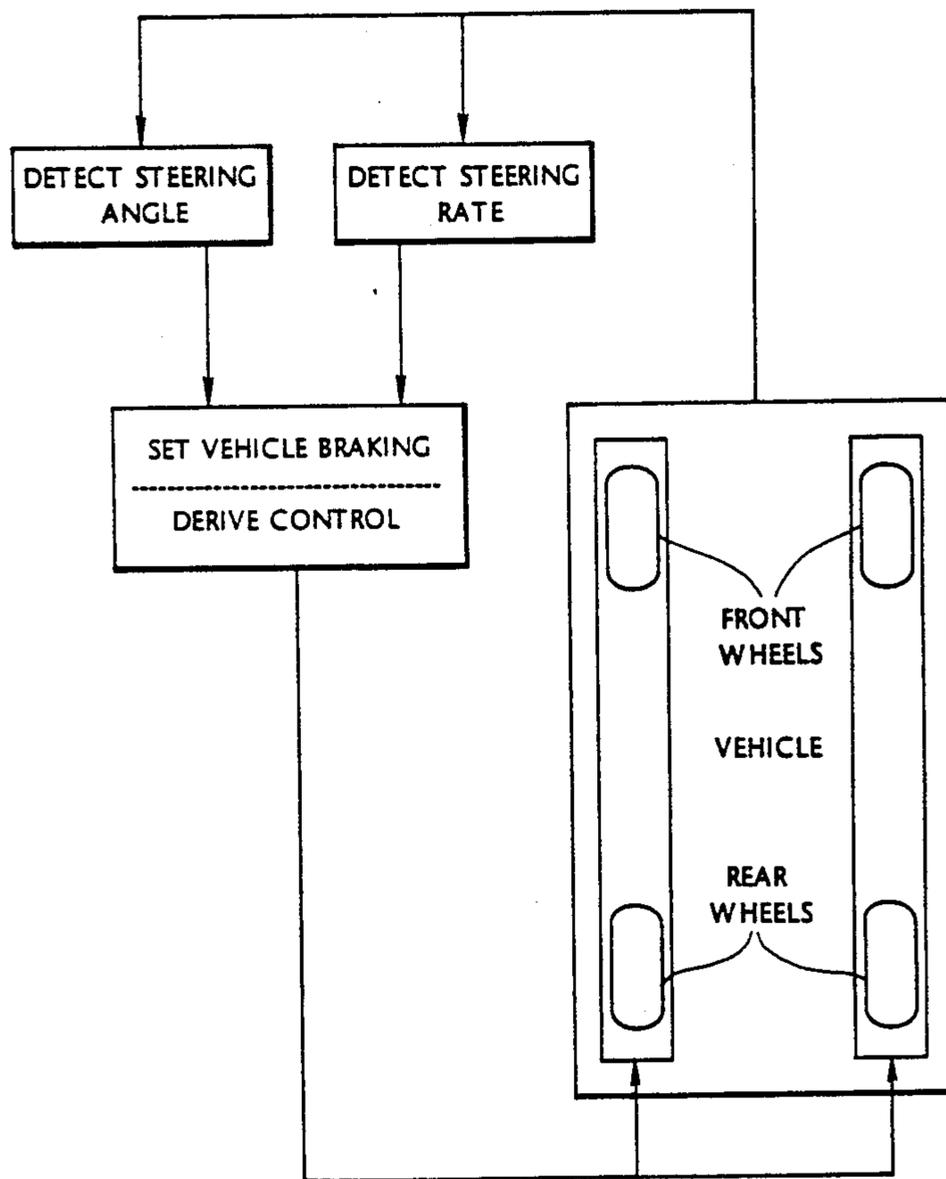 DETECT STEERING
ANGLE
DETECT STEERING
RATE
SET VEHICLE BRAKING
DERIVE CONTROL
FRONT
WHEELS
VEHICLE
REAR
WHEELS